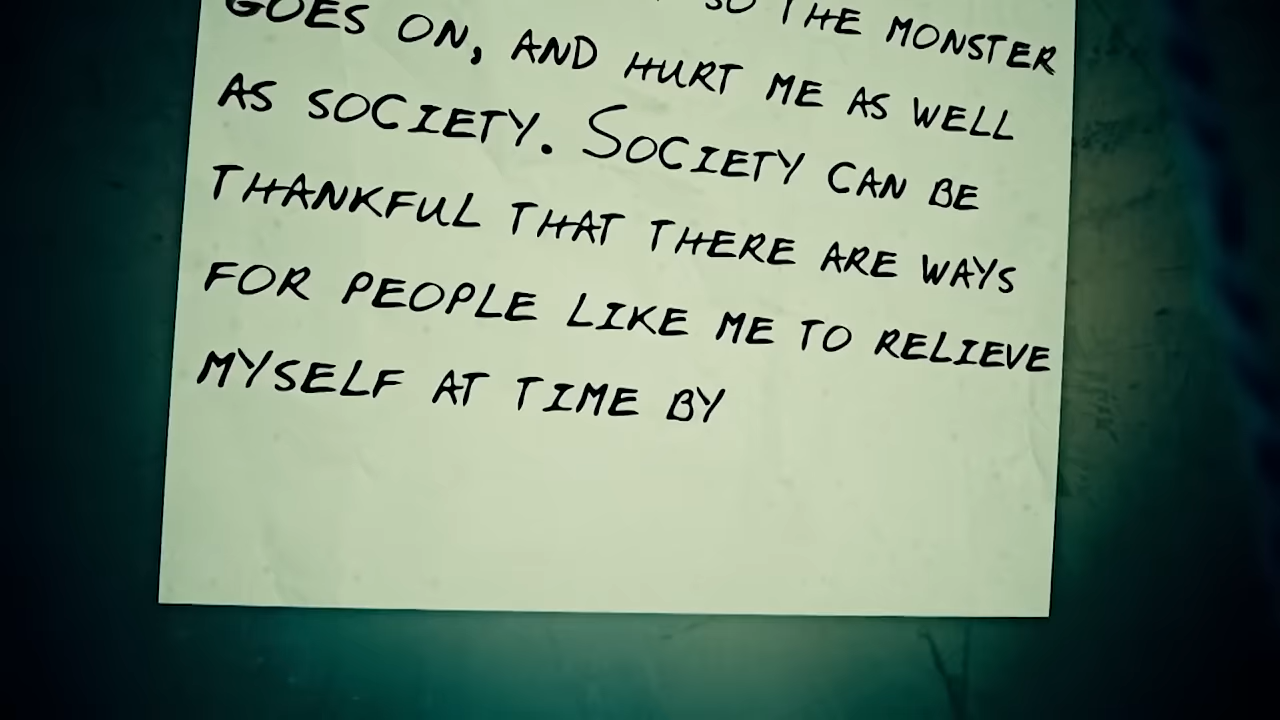 SO THE MONSTER
GOES ON, AND HURT ME AS WELL
AS SOCIETY. SOCIETY CAN BE
THANKFUL THAT THERE ARE WAYS
FOR PEOPLE LIKE ME TO RELIEVE
MYSELF AT TIME BY